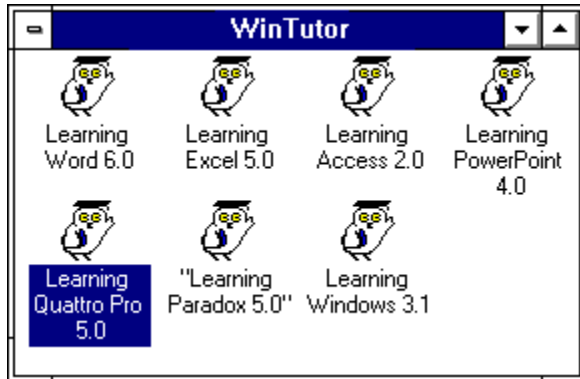 WinTutor
Learning
Word 6.0
Learning
Excel 5.0
Learning
Access 2.0
Learning
PowerPoint
4.0
Learning
Quattro Pro
5.0
"Learning
Paradox 5.0"
Learning
Windows 3.1